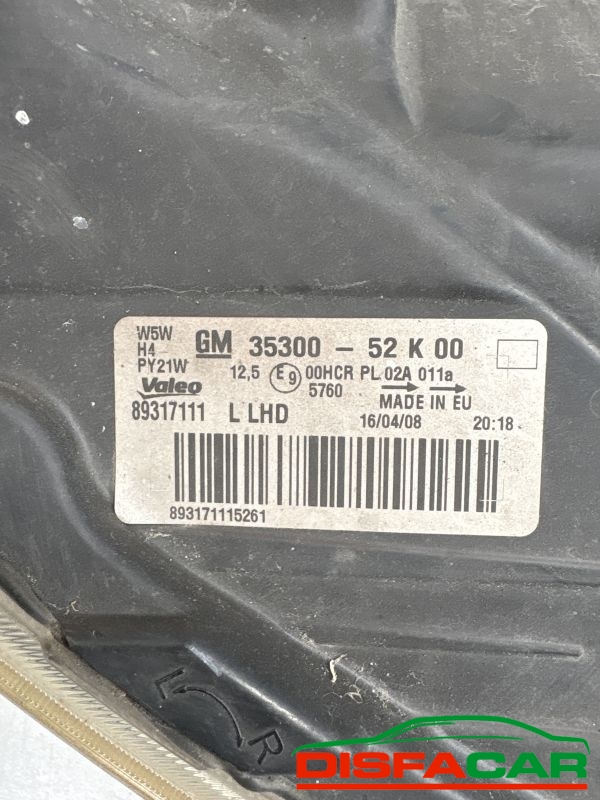 W5W
H4
PY21W
GM 35300 - 52 K 00
Valeo
12,5 E9 00HCR PL 02A 011a
5760
MADE IN EU
89317111 L LHD 16/04/08 20:18
893171115261
L R
DISFACAR